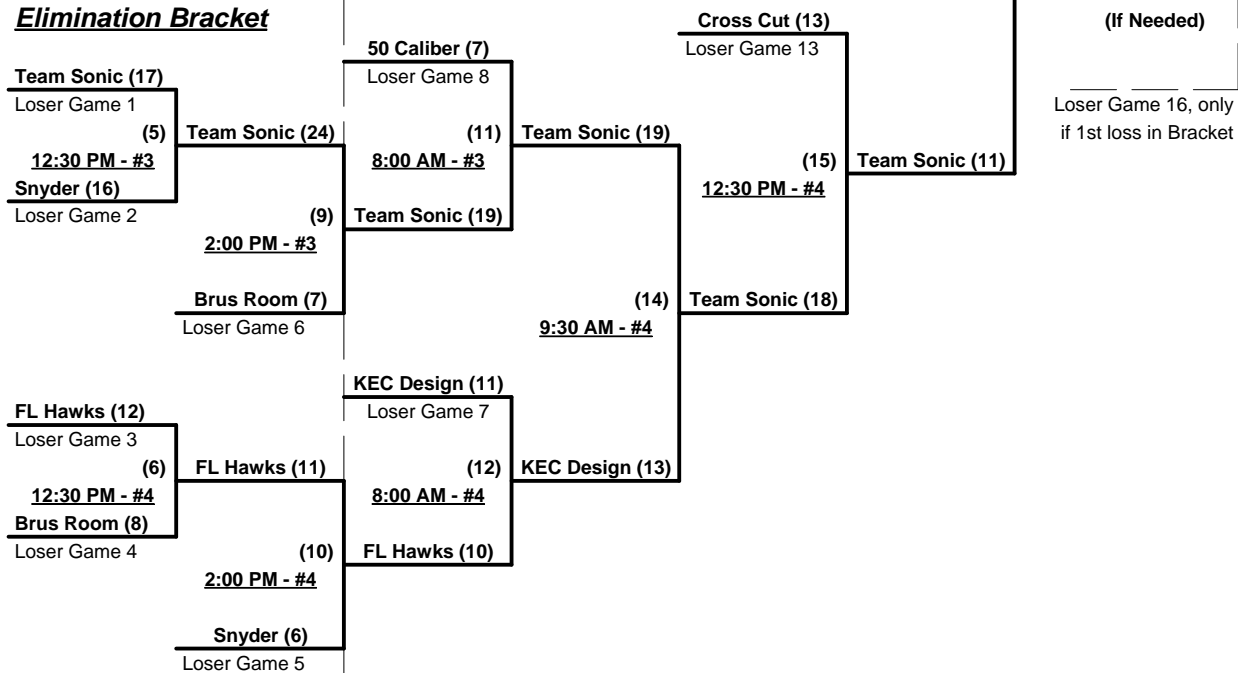 Elimination Bracket
Cross Cut (13)
(If Needed)
50 Caliber (7)
Loser Game 13
Team Sonic (17)
Loser Game 8
Loser Game 1
Loser Game 16, only
(5)
Team Sonic (24)
(11)
Team Sonic (19)
if 1st loss in Bracket
12:30 PM - #3
8:00 AM - #3
(15)
Team Sonic (11)
Snyder (16)
12:30 PM - #4
Loser Game 2
(9)
Team Sonic (19)
2:00 PM - #3
Brus Room (7)
(14)
Team Sonic (18)
Loser Game 6
9:30 AM - #4
KEC Design (11)
FL Hawks (12)
Loser Game 7
Loser Game 3
(6)
FL Hawks (11)
(12)
KEC Design (13)
12:30 PM - #4
8:00 AM - #4
Brus Room (8)
Loser Game 4
(10)
FL Hawks (10)
2:00 PM - #4
Snyder (6)
Loser Game 5